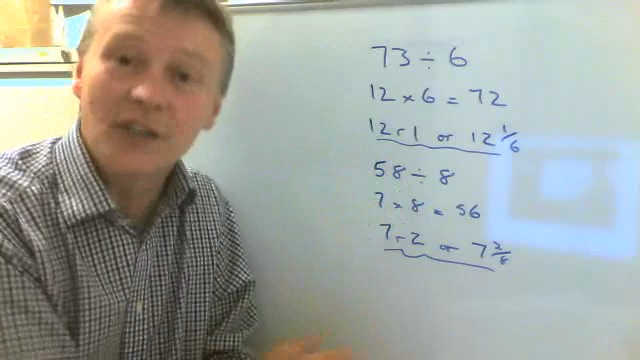 73 ÷ 6
12 × 6 = 72
12 r 1 or 12 1/6
58 ÷ 8
7 × 8 = 56
7 r 2 or 7 2/8